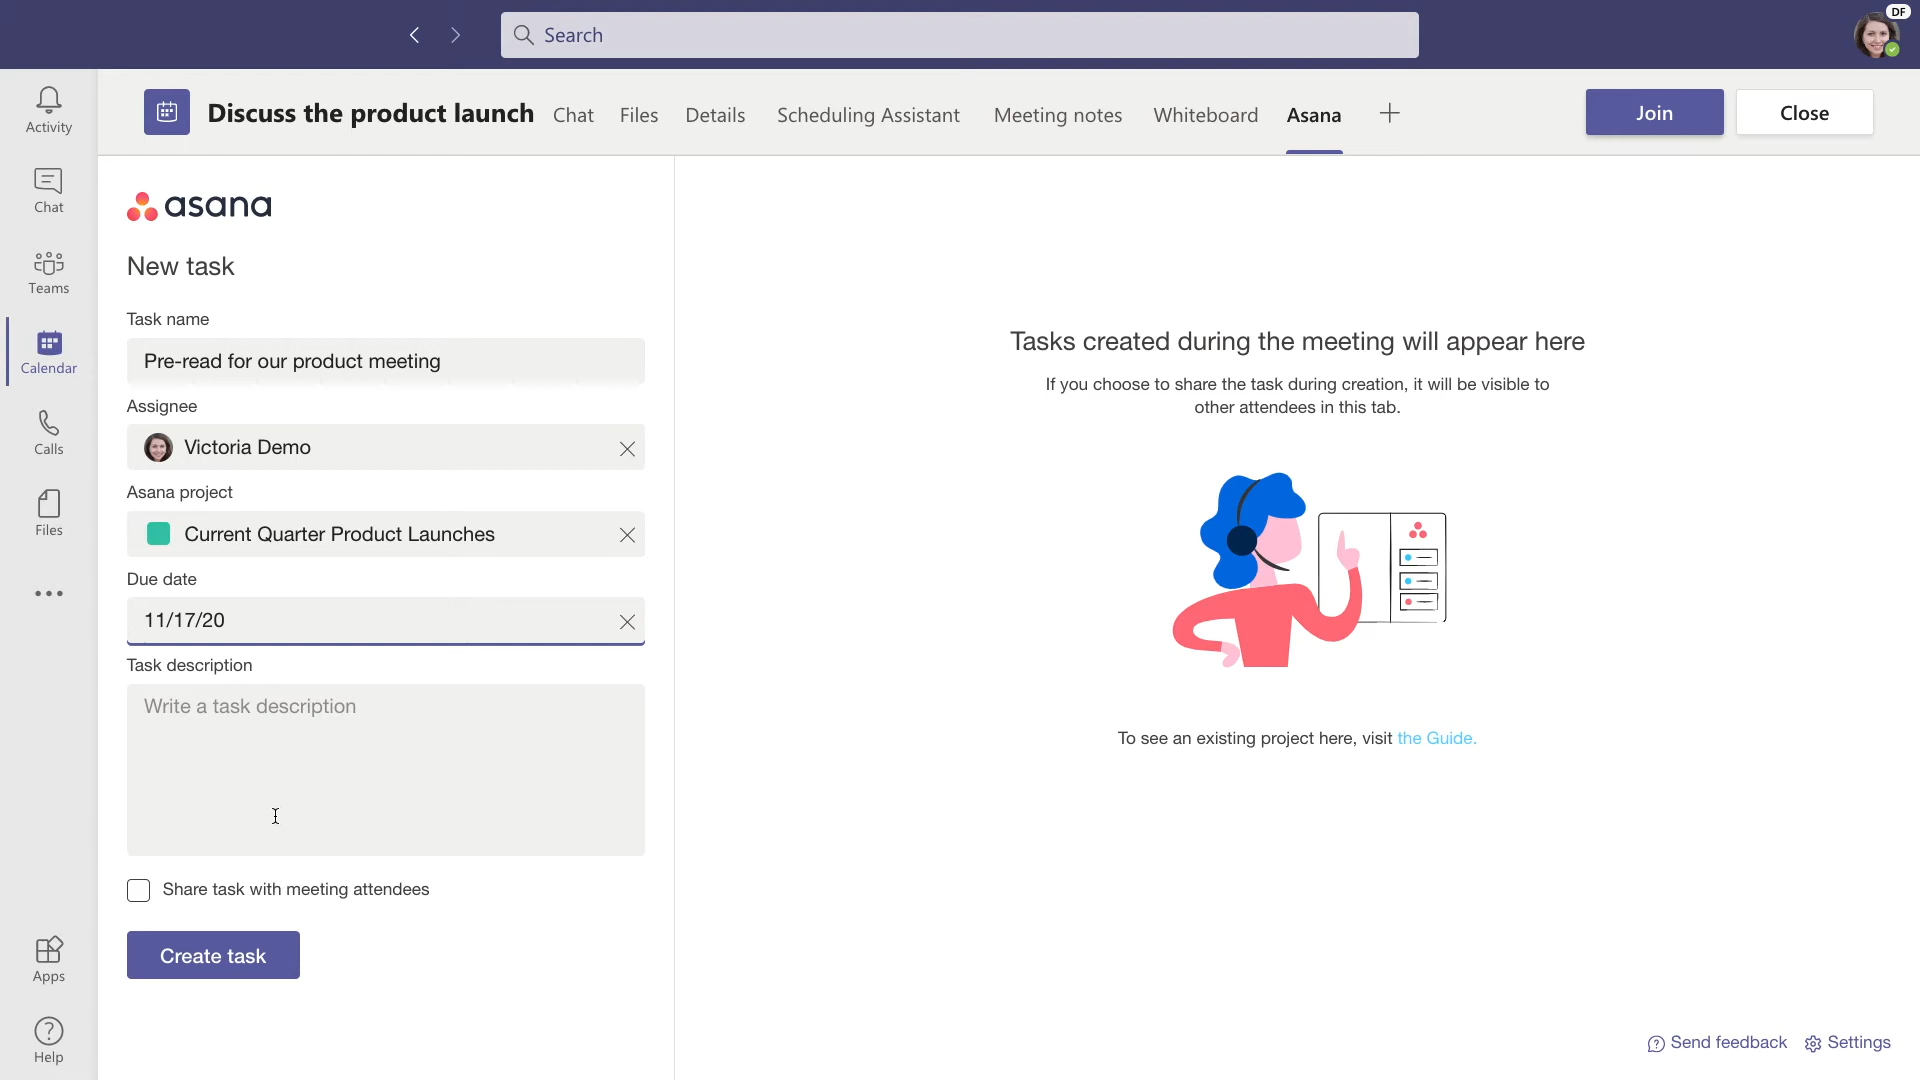 Search
DF
Activity
Chat
Teams
Calendar
Calls
Files
Apps
Help
Discuss the product launch
Chat
Files
Details
Scheduling Assistant
Meeting notes
Whiteboard
Asana
Join
Close
asana
New task
Task name
Pre-read for our product meeting
Assignee
Victoria Demo
Asana project
Current Quarter Product Launches
Due date
11/17/20
Task description
Write a task description
Share task with meeting attendees
Create task
Tasks created during the meeting will appear here
If you choose to share the task during creation, it will be visible to
other attendees in this tab.
To see an existing project here, visit the Guide.
Send feedback
Settings